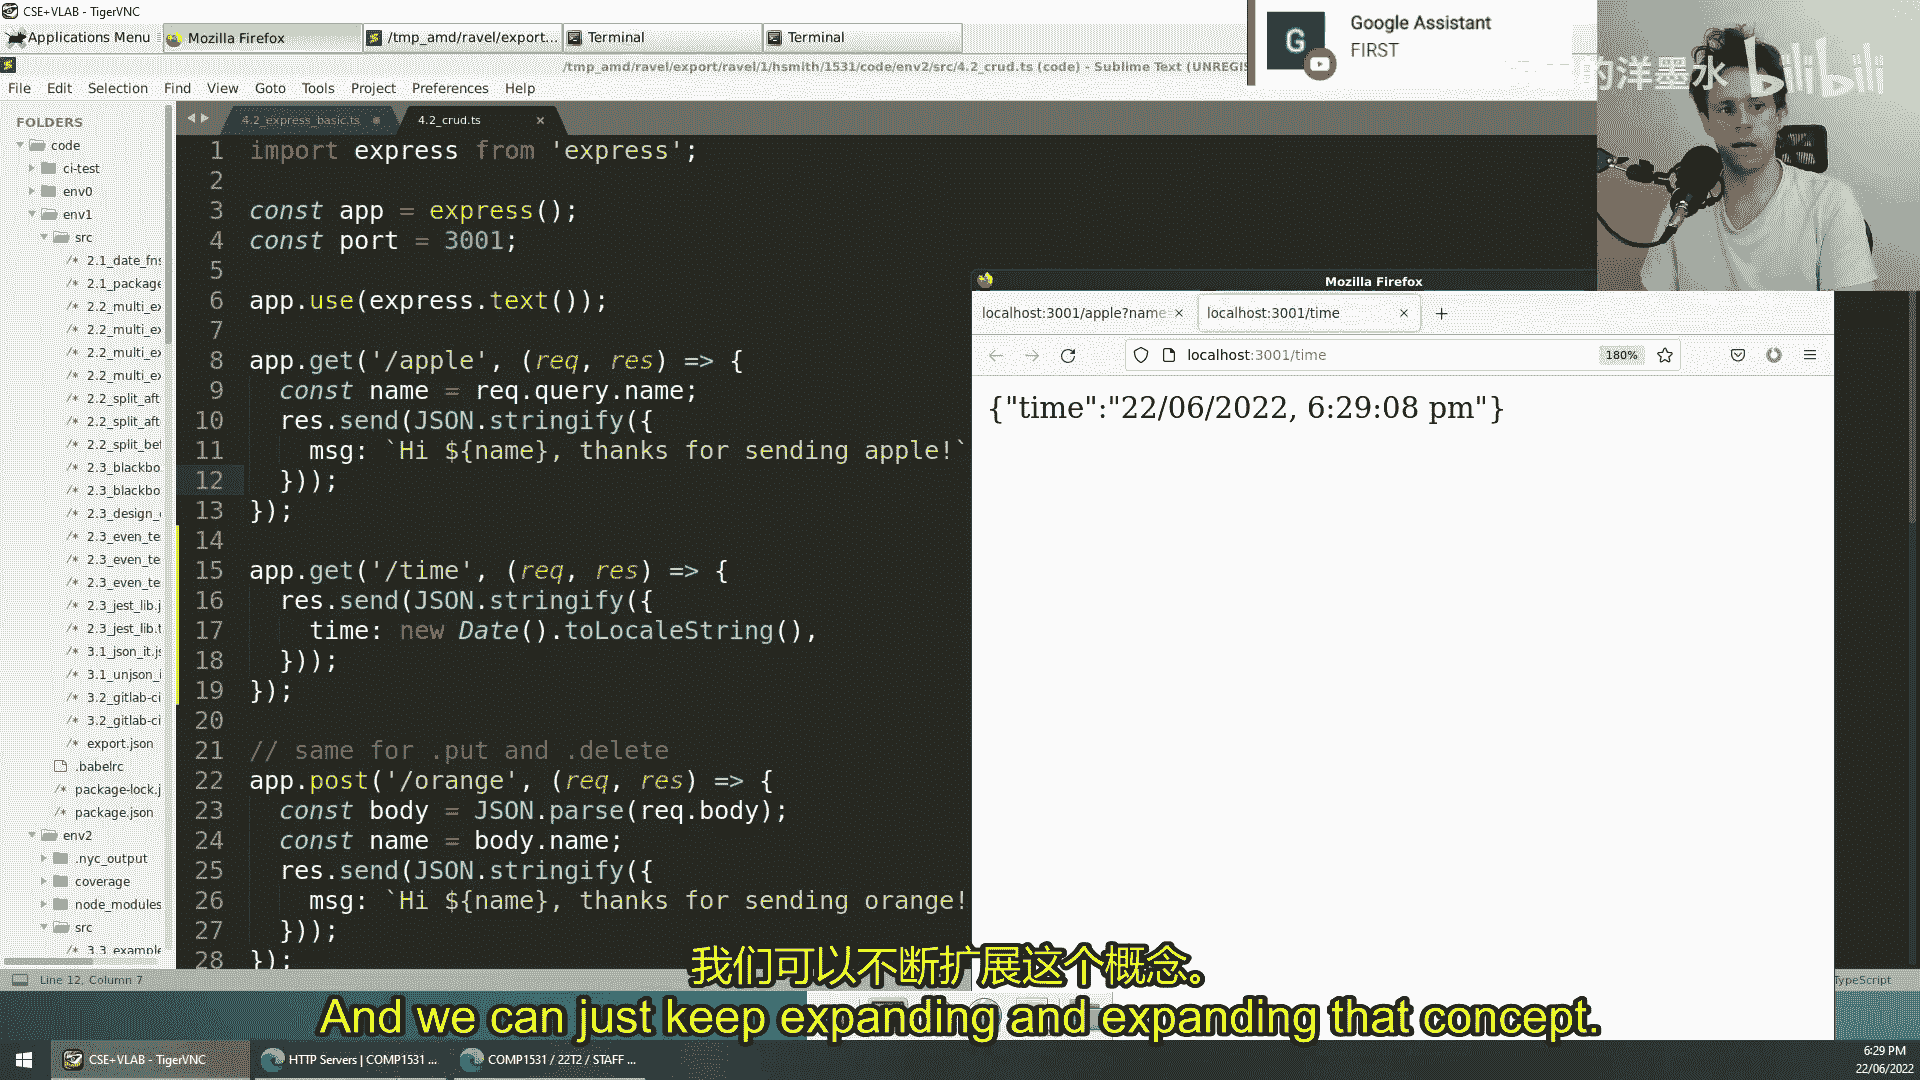 CSE+VLAB - TigerVNC
Applications Menu
Mozilla Firefox
/tmp_amd/ravel/export...
Terminal
Terminal
/tmp_amd/ravel/export/ravel/1/hsmith/1531/code/env2/src/4.2_crud.ts (code) - Sublime Text (UNREGIS
Google Assistant
FIRST
的洋墨水
bilibili
File Edit Selection Find View Goto Tools Project Preferences Help
FOLDERS
code
ci-test
env0
env1
src
2.1_date_fns
2.1_package
2.2_multi_ex
2.2_multi_ex
2.2_multi_ex
2.2_multi_ex
2.2_split_aft
2.2_split_aft
2.2_split_bef
2.3_blackbo
2.3_blackbo
2.3_design_
2.3_even_te
2.3_even_te
2.3_even_te
2.3_jest_lib.j
2.3_jest_lib.t
3.1_json_it.js
3.1_unjson_i
3.2_gitlab-ci
3.2_gitlab-ci
export.json
.babelrc
package-lock.j
package.json
env2
.nyc_output
coverage
node_modules
src
3.3_example
4.2_express_basic.ts
4.2_crud.ts
1 import express from 'express';
2
3 const app = express();
4 const port = 3001;
5
6 app.use(express.text());
7
8 app.get('/apple', (req, res) => {
9 const name = req.query.name;
10 res.send(JSON.stringify({
11 msg: `Hi ${name}, thanks for sending apple!`
12 }));
13 });
14
15 app.get('/time', (req, res) => {
16 res.send(JSON.stringify({
17 time: new Date().toLocaleString(),
18 }));
19 });
20
21 // same for .put and .delete
22 app.post('/orange', (req, res) => {
23 const body = JSON.parse(req.body);
24 const name = body.name;
25 res.send(JSON.stringify({
26 msg: `Hi ${name}, thanks for sending orange!
27 }));
28 });
Mozilla Firefox
localhost:3001/apple?name
localhost:3001/time
localhost:3001/time
180%
{"time":"22/06/2022, 6:29:08 pm"}
Line 12, Column 7
TypeScript
我们可以不断扩展这个概念。
And we can just keep expanding and expanding that concept.
CSE+VLAB - TigerVNC
HTTP Servers | COMP1531 ...
COMP1531 / 22T2 / STAFF ...
6:29 PM
22/06/2022